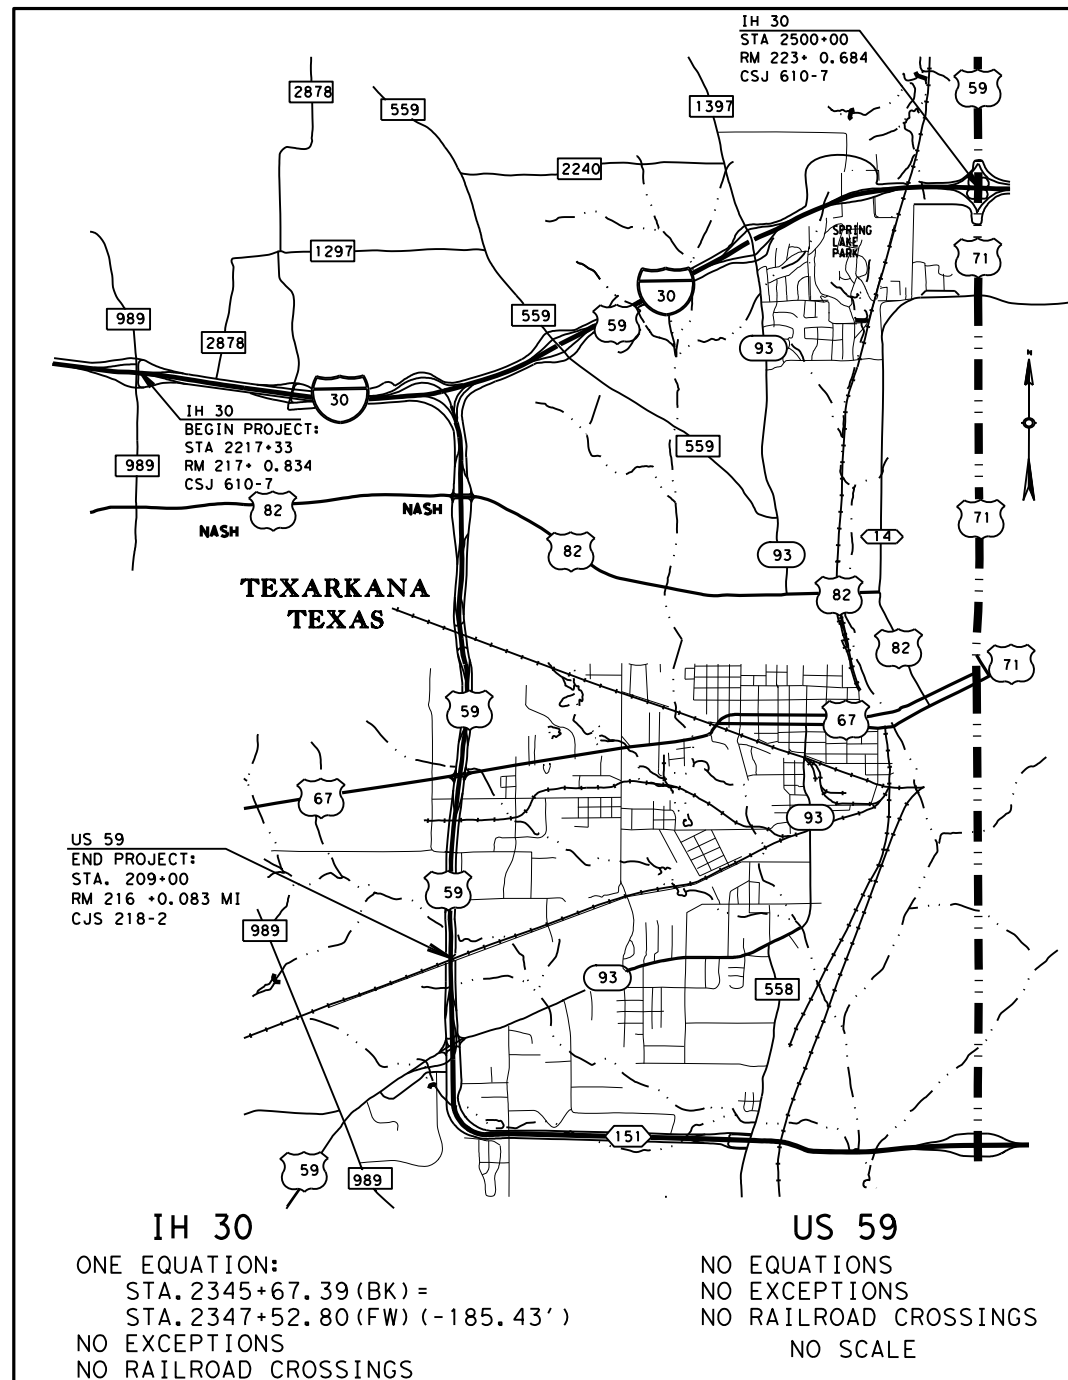 IH 30
STA 2500+00
RM 223+ 0.684
CSJ 610-7
2878
559
1397
59
2240
SPRING
LAKE
PARK
1297
71
30
989
559
59
2878
93
30
IH 30
BEGIN PROJECT:
STA 2217+33
RM 217+ 0.834
CSJ 610-7
559
989
82
NASH
NASH
71
14
82
93
TEXARKANA
TEXAS
82
82
71
59
67
67
93
US 59
END PROJECT:
STA. 209+00
RM 216 +0.083 MI
CJS 218-2
59
989
93
558
151
59
989
N
IH 30
ONE EQUATION:
STA.2345+67.39(BK)=
STA.2347+52.80(FW)(-185.43')
NO EXCEPTIONS
NO RAILROAD CROSSINGS
US 59
NO EQUATIONS
NO EXCEPTIONS
NO RAILROAD CROSSINGS
NO SCALE